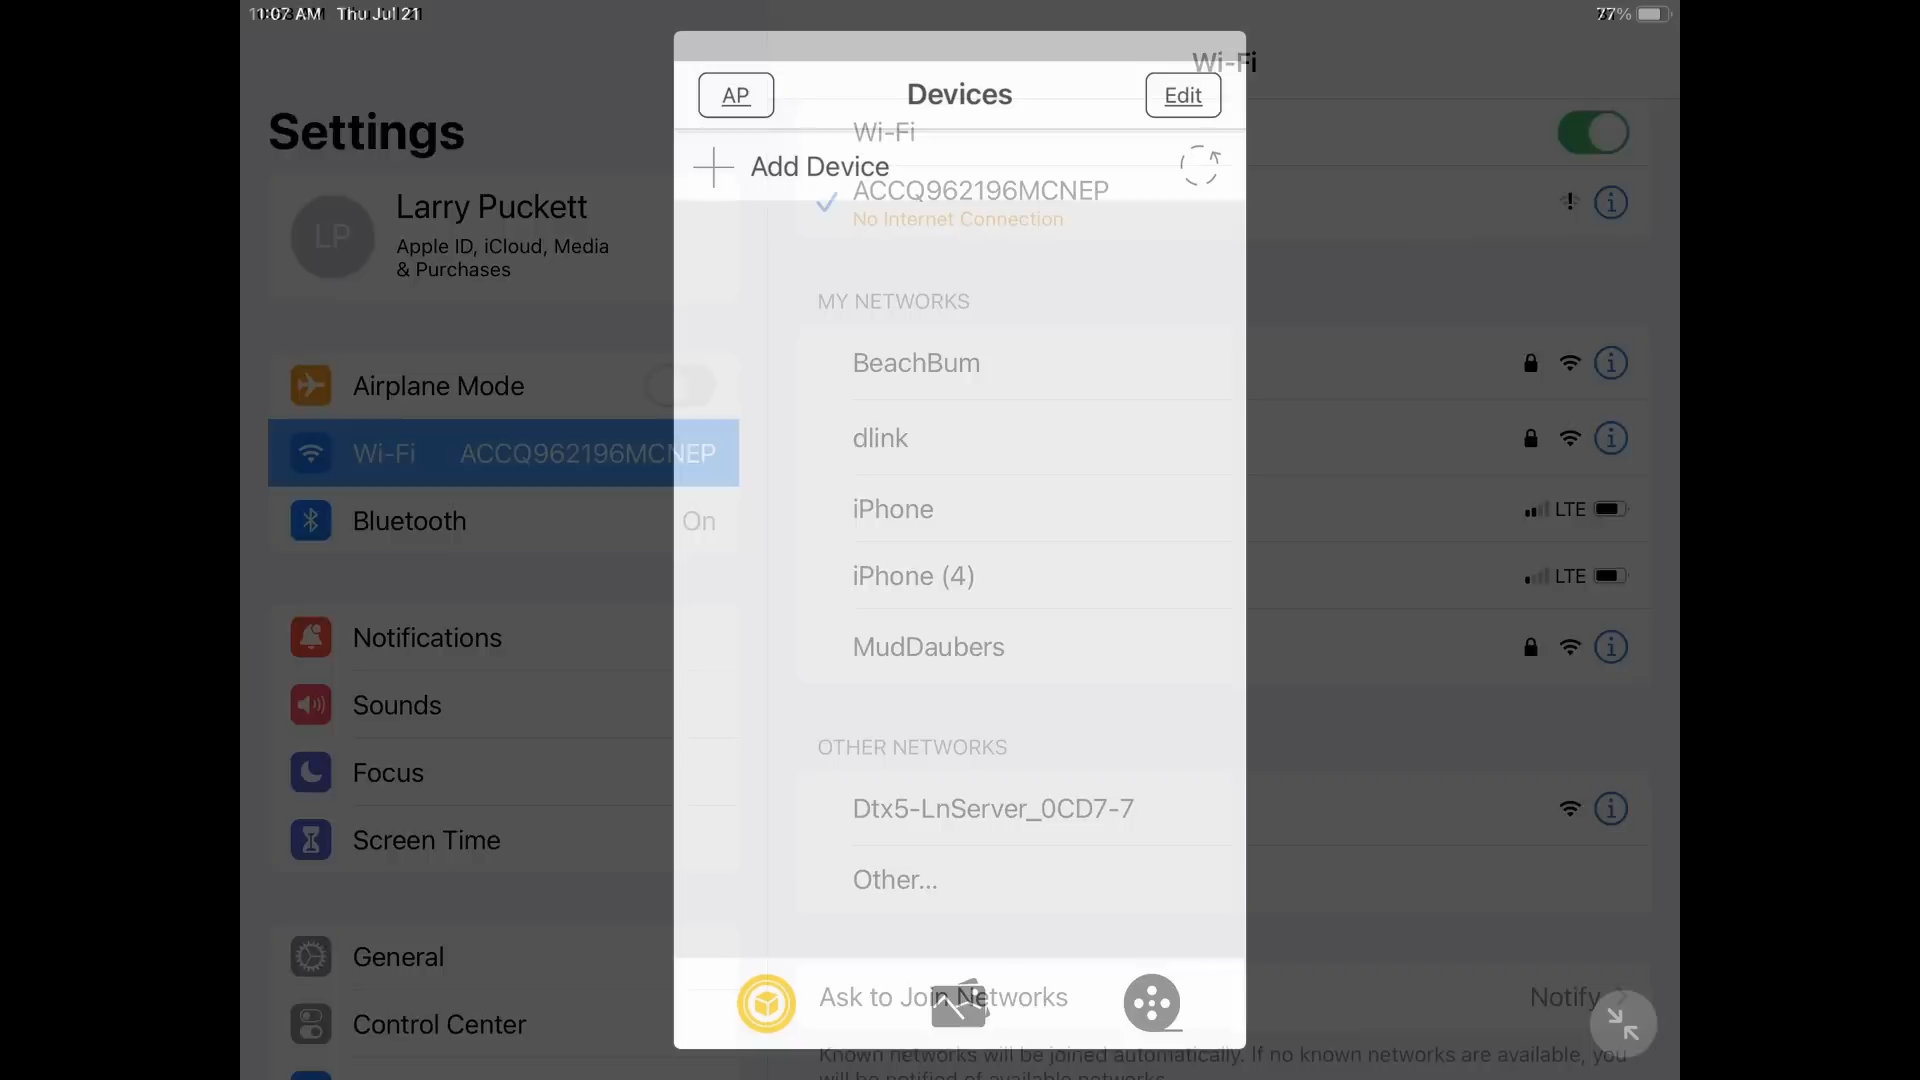 11:07 AM Thu Jul 21
77%
Wi-Fi
AP
Devices
Edit
Settings
Wi-Fi
Add Device
ACCQ962196MCNEP
No Internet Connection
Larry Puckett
LP
Apple ID, iCloud, Media
& Purchases
MY NETWORKS
Airplane Mode
BeachBum
Wi-Fi ACCQ962196MCNEP
dlink
Bluetooth On
iPhone
LTE
iPhone (4)
LTE
Notifications
MudDaubers
Sounds
OTHER NETWORKS
Focus
Dtx5-LnServer_0CD7-7
Screen Time
Other...
General
Ask to Join Networks
Notify
Control Center
Known networks will be joined automatically. If no known networks are available, you
will be notified of available networks.